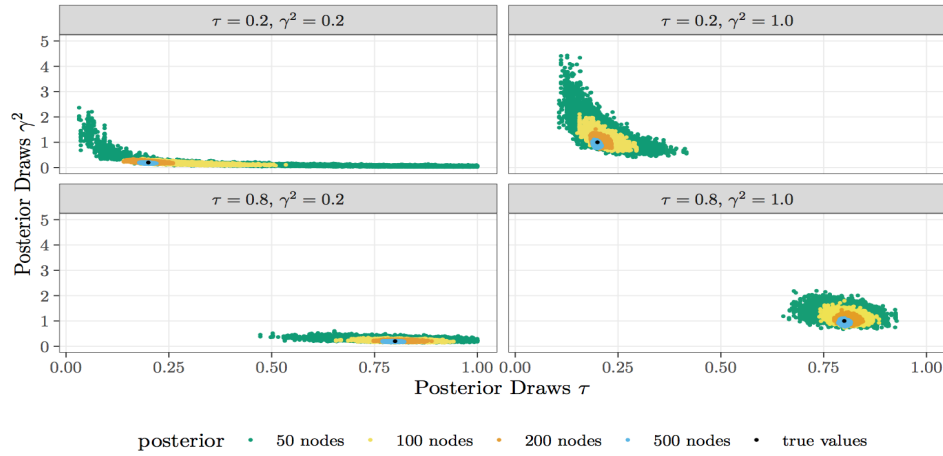 τ = 0.2, γ² = 0.2
τ = 0.2, γ² = 1.0
5
4
3
2
1
0
τ = 0.8, γ² = 0.2
τ = 0.8, γ² = 1.0
5
4
3
2
1
0
Posterior Draws γ²
0.00 0.25 0.50 0.75 1.00 0.00 0.25 0.50 0.75 1.00
Posterior Draws τ
posterior 50 nodes 100 nodes 200 nodes 500 nodes true values